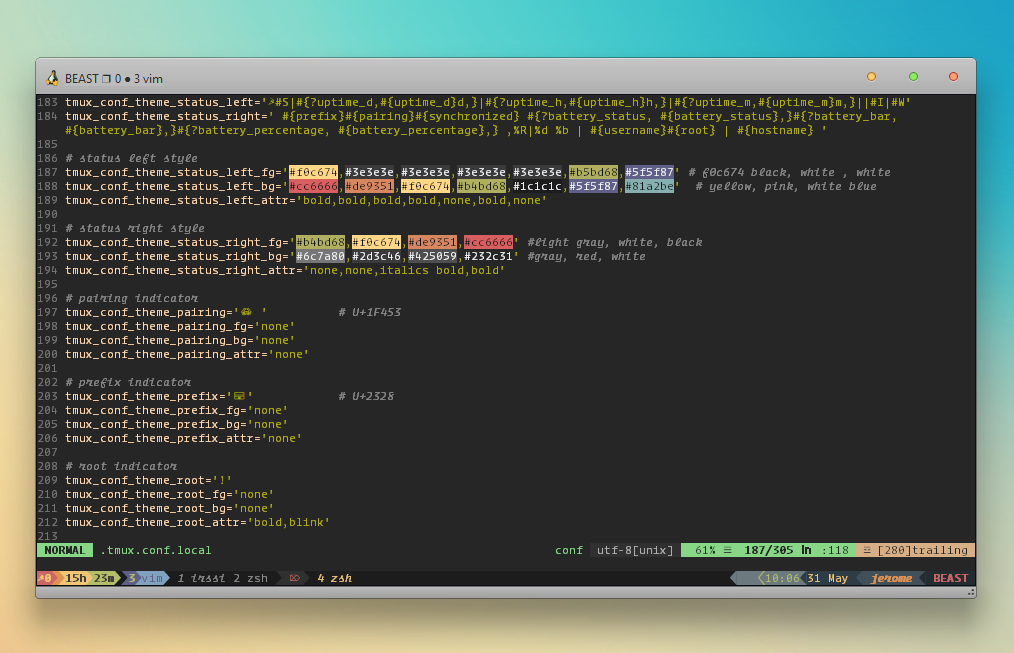 BEAST ❐ 0 ● 3 vim
183 tmux_conf_theme_status_left='↗#S|#{?uptime_d,#{uptime_d}d,}|#{?uptime_h,#{uptime_h}h,}|#{?uptime_m,#{uptime_m}m,}||#I|#W'
184 tmux_conf_theme_status_right=' #{prefix}#{pairing}#{synchronized} #{?battery_status, #{battery_status},}#{?battery_bar,
#{battery_bar},}#{?battery_percentage, #{battery_percentage},} ,%R|%d %b | #{username}#{root} | #{hostname} '
185
186 # status left style
187 tmux_conf_theme_status_left_fg='#f0c674,#3e3e3e,#3e3e3e,#3e3e3e,#3e3e3e,#b5bd68,#5f5f87' # f0c674 black, white , white
188 tmux_conf_theme_status_left_bg='#cc6666,#de9351,#f0c674,#b4bd68,#1c1c1c,#5f5f87,#81a2be' # yellow, pink, white blue
189 tmux_conf_theme_status_left_attr='bold,bold,bold,bold,none,bold,none'
190
191 # status right style
192 tmux_conf_theme_status_right_fg='#b4bd68,#f0c674,#de9351,#cc6666' #light gray, white, black
193 tmux_conf_theme_status_right_bg='#6c7a80,#2d3c46,#425059,#232c31' #gray, red, white
194 tmux_conf_theme_status_right_attr='none,none,italics bold,bold'
195
196 # pairing indicator
197 tmux_conf_theme_pairing=' ' # U+1F453
198 tmux_conf_theme_pairing_fg='none'
199 tmux_conf_theme_pairing_bg='none'
200 tmux_conf_theme_pairing_attr='none'
201
202 # prefix indicator
203 tmux_conf_theme_prefix='⌨' # U+2328
204 tmux_conf_theme_prefix_fg='none'
205 tmux_conf_theme_prefix_bg='none'
206 tmux_conf_theme_prefix_attr='none'
207
208 # root indicator
209 tmux_conf_theme_root='!'
210 tmux_conf_theme_root_fg='none'
211 tmux_conf_theme_root_bg='none'
212 tmux_conf_theme_root_attr='bold,blink'
213
NORMAL .tmux.conf.local conf utf-8[unix] 61% ☰ 187/305 ln :118 ☲ [280]trailing
↗0 15h 23m 3 vim 1 irssi 2 zsh ⌦ 4 zsh 10:06 31 May jerome BEAST